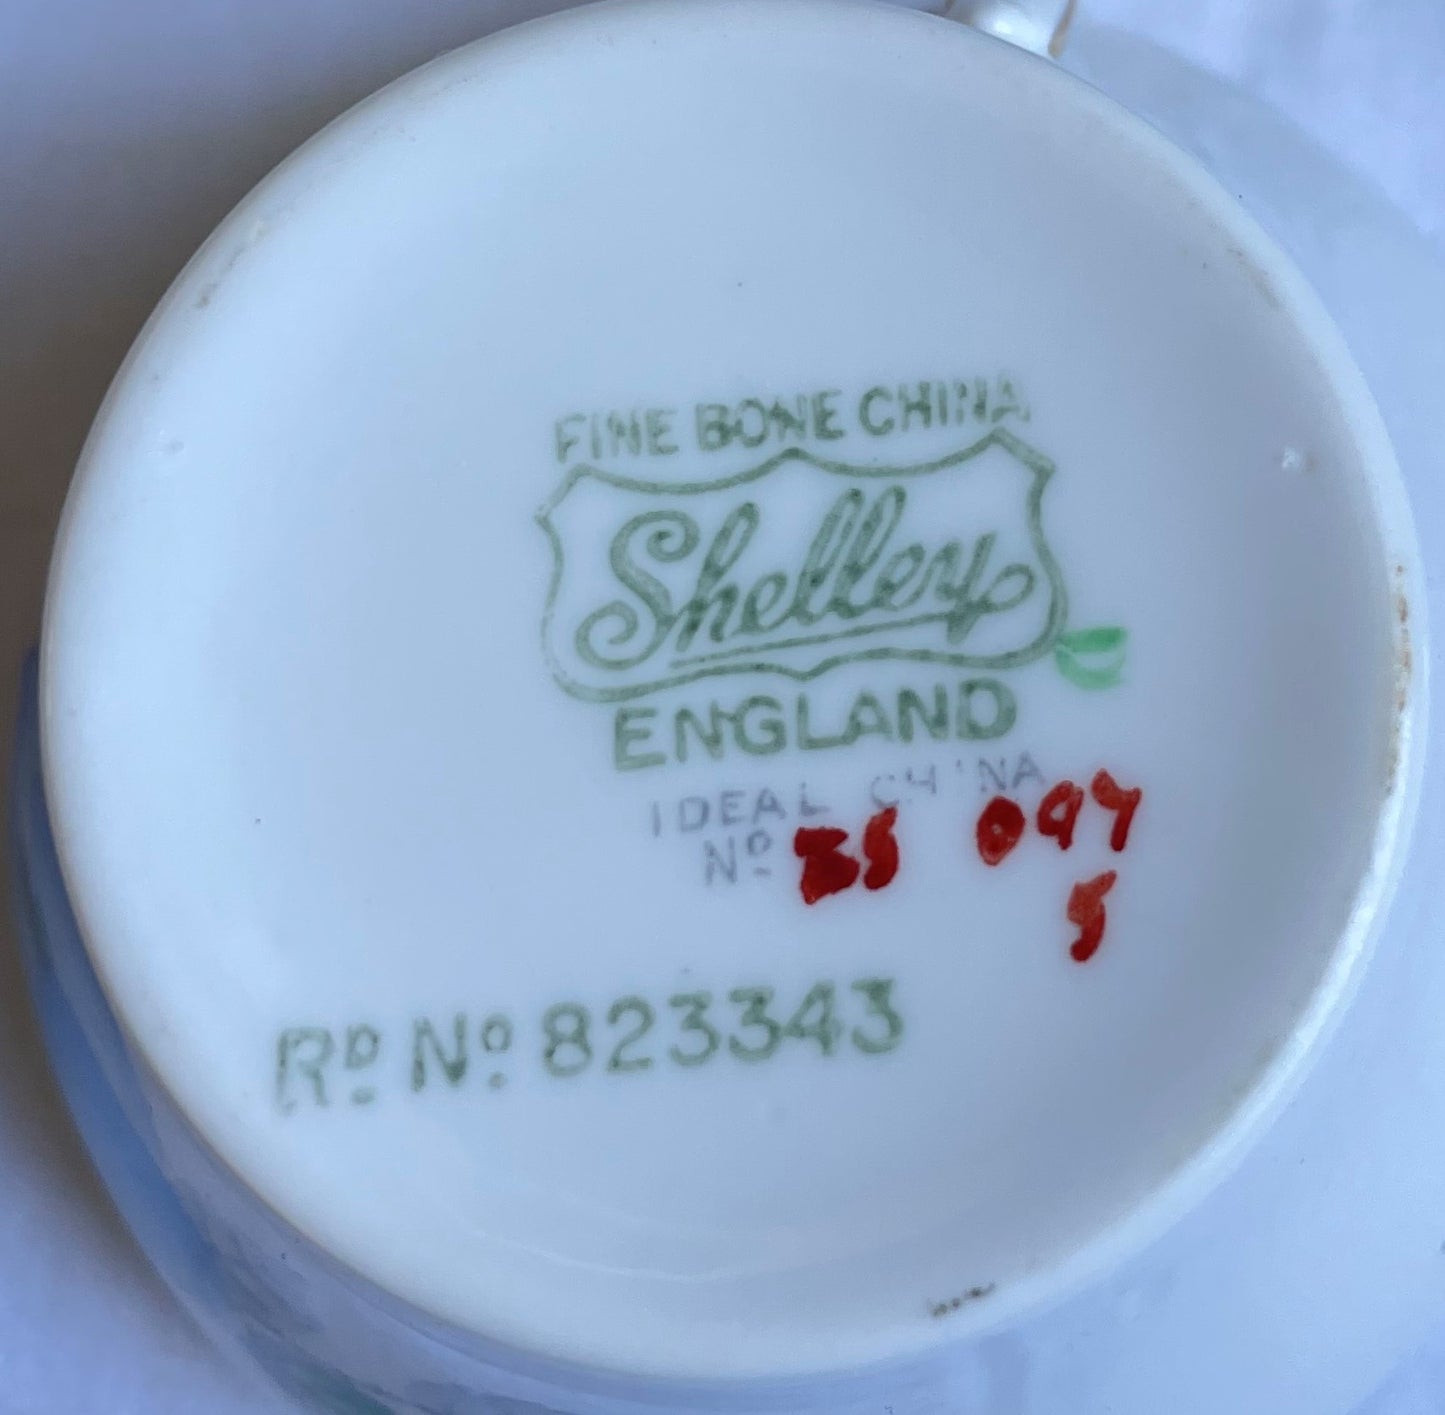 FINE BONE CHINA
Shelley
ENGLAND
IDEAL CHINA
Nº
Rᴰ Nº 823343